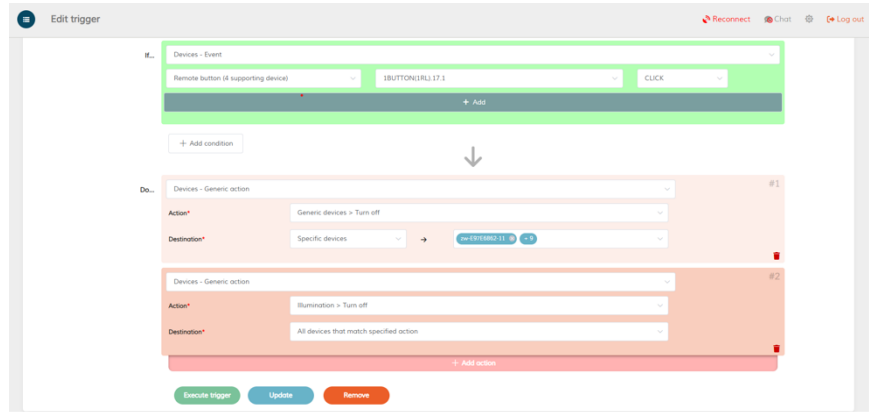 Edit trigger
Reconnect Chat Log out
If...
Devices - Event
Remote button (4 supporting device) 1BUTTON(1RL).17.1 CLICK
+ Add
+ Add condition
Do...
#1
Devices - Generic action
Action* Generic devices > Turn off
Destination* Specific devices → zw-E97E6862-11 + 9
#2
Devices - Generic action
Action* Illumination > Turn off
Destination* All devices that match specified action
+ Add action
Execute trigger Update Remove